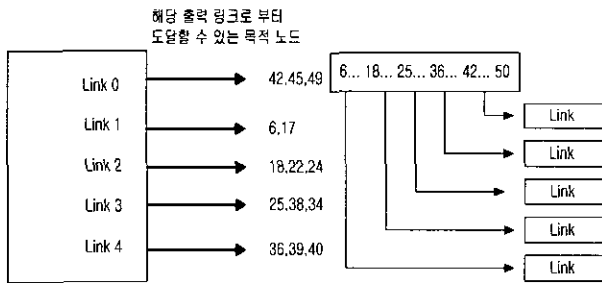 해당 출력 링크로 부터
도달할 수 있는 목적 노드
Link 0
42,45,49
Link 1
6,17
Link 2
18,22,24
Link 3
25,38,34
Link 4
36,39,40
6... 18... 25... 36... 42... 50
Link
Link
Link
Link
Link